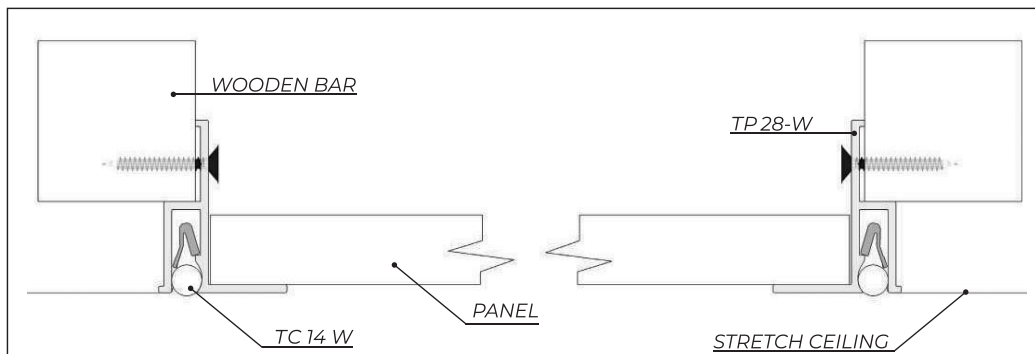 WOODEN BAR
TP 28-W
PANEL
TC 14 W
STRETCH CEILING